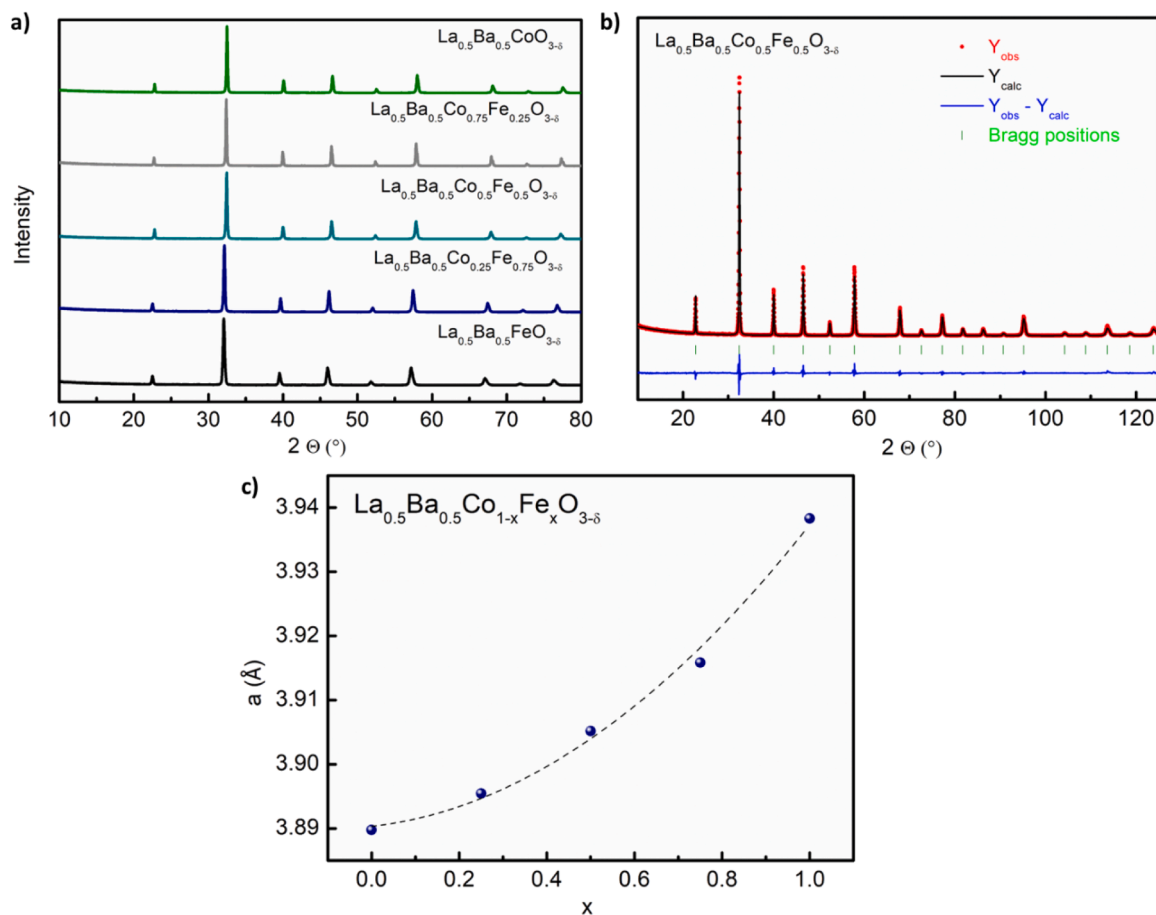 a)
La0.5Ba0.5CoO3-δ
La0.5Ba0.5Co0.75Fe0.25O3-δ
La0.5Ba0.5Co0.5Fe0.5O3-δ
La0.5Ba0.5Co0.25Fe0.75O3-δ
La0.5Ba0.5FeO3-δ
Intensity
10 20 30 40 50 60 70 80
2 Θ (°)
b)
La0.5Ba0.5Co0.5Fe0.5O3-δ
Yobs
Ycalc
Yobs - Ycalc
Bragg positions
20 40 60 80 100 120
2 Θ (°)
c)
La0.5Ba0.5Co1-xFexO3-δ
3.94
3.93
3.92
3.91
3.90
3.89
a (Å)
0.0 0.2 0.4 0.6 0.8 1.0
x